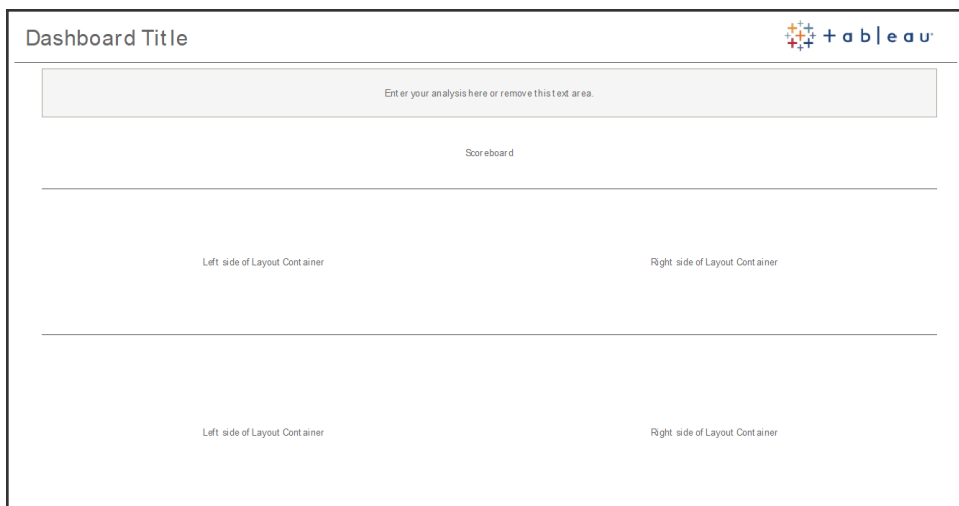 Dashboard Title
+ a b l e a u
Enter your analysis here or remove this text area.
Scoreboard
Left side of Layout Container
Right side of Layout Container
Left side of Layout Container
Right side of Layout Container